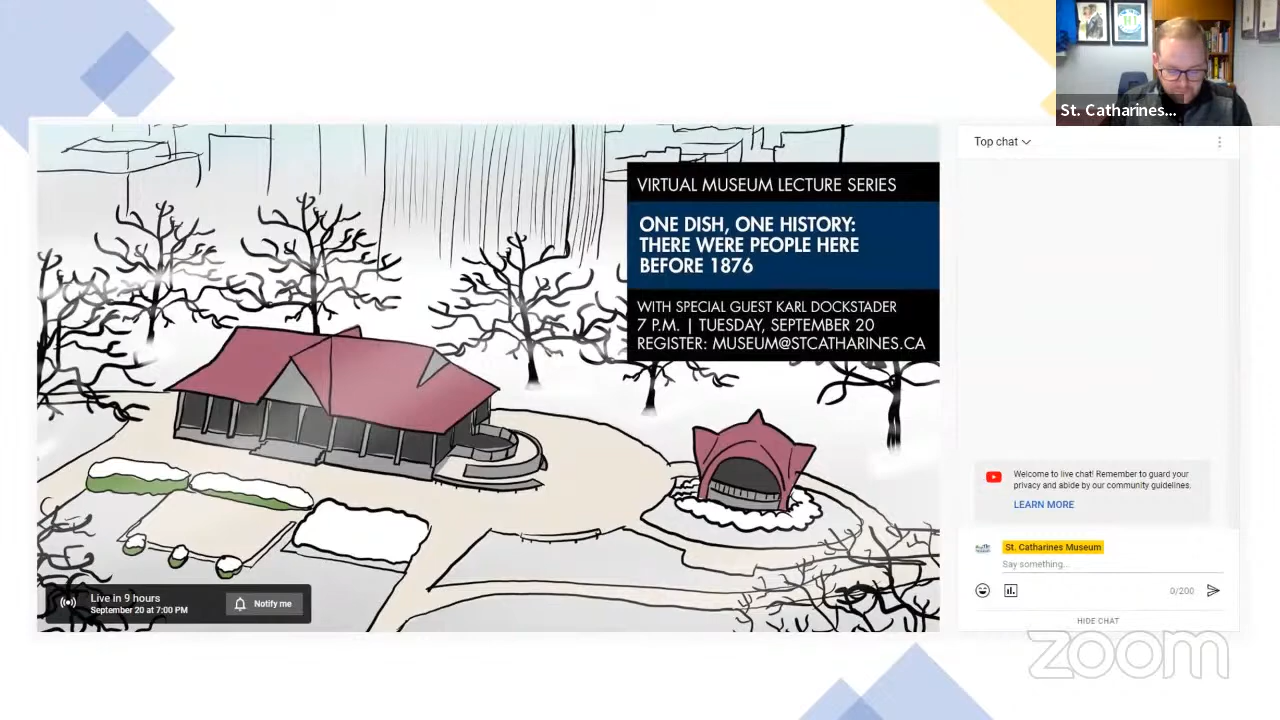 St. Catharines...
Top chat
VIRTUAL MUSEUM LECTURE SERIES
ONE DISH, ONE HISTORY:
THERE WERE PEOPLE HERE
BEFORE 1876
WITH SPECIAL GUEST KARL DOCKSTADER
7 P.M. | TUESDAY, SEPTEMBER 20
REGISTER: MUSEUM@STCATHARINES.CA
Welcome to live chat! Remember to guard your
privacy and abide by our community guidelines.
LEARN MORE
St. Catharines Museum
Say something...
0/200
HIDE CHAT
Live in 9 hours
September 20 at 7:00 PM
Notify me
zoom